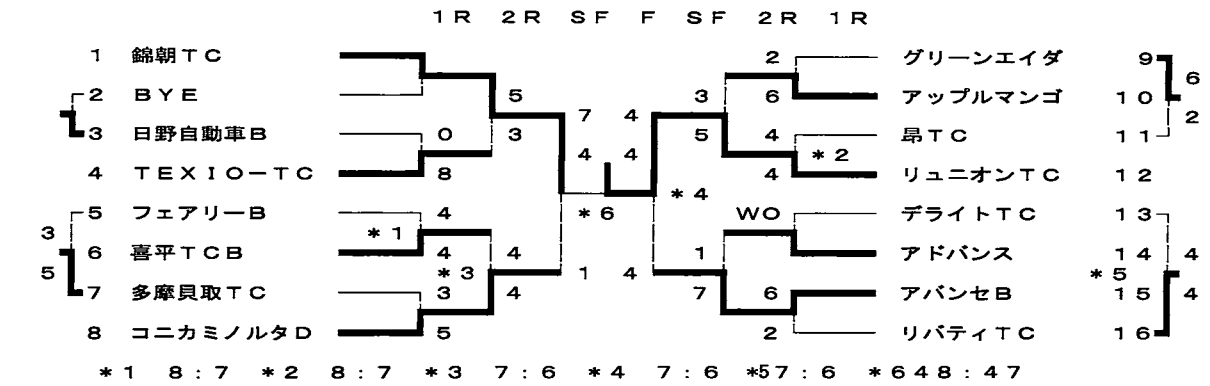 1R 2R SF F SF 2R 1R
1 錦朝TC 2 グリーンエイダ 9
6
2 BYE 5 3 6 アップルマンゴ 10
7 4 2
3 日野自動車B 0 3 5 4 昴TC 11
4 4 *2
4 TEXIO-TC 8 4 リュニオンTC 12
*4
5 フェアリーB 4 *6 WO デライトTC 13
3 *1
6 喜平TCB 4 4 1 アドバンス 14 4
5 *3 1 4 *5
7 多摩貝取TC 3 4 7 6 アバンセB 15 4
8 コニカミノルタD 5 2 リバティTC 16
*1 8:7 *2 8:7 *3 7:6 *4 7:6 *57:6 *648:47